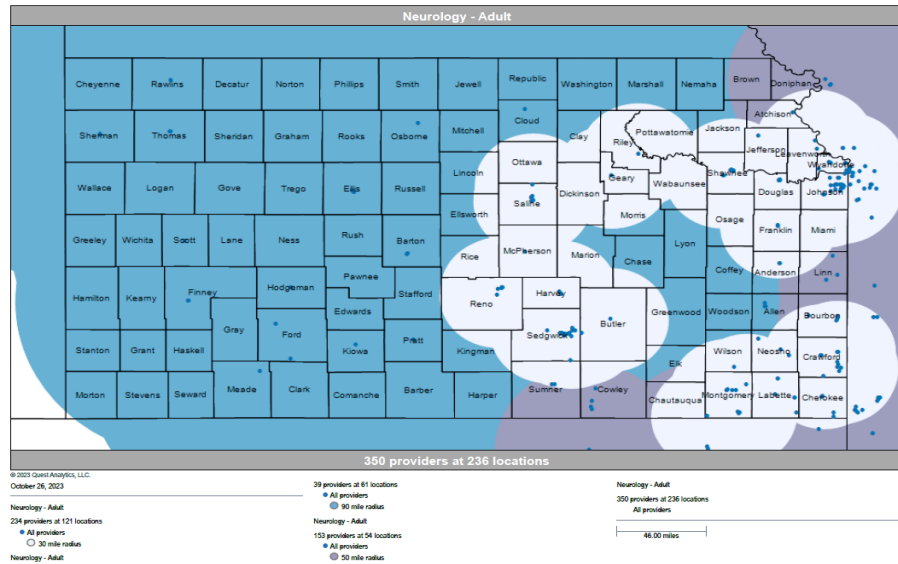 Neurology - Adult
Cheyenne Rawlins Decatur Norton Phillips Smith Jewell Republic Washington Marshall Nemaha Brown Doniphan
Cloud Atchison
Sherman Thomas Sheridan Graham Rooks Osborne Mitchell Clay Riley Pottawatomie Jackson
Jefferson Leavenworth
Ottawa Wyandotte
Wallace Logan Gove Trego Ellis Russell Lincoln Geary Wabaunsee Shawnee
Saline Dickinson Douglas Johnson
Ellsworth Morris Osage
Greeley Wichita Scott Lane Ness Rush Barton Franklin Miami
Rice McPherson Marion Chase Lyon
Pawnee Coffey Anderson Linn
Hamilton Kearny Finney Hodgeman Stafford Reno Harvey
Edwards Greenwood Woodson Allen Bourbon
Gray Ford Sedgwick Butler
Stanton Grant Haskell Kiowa Pratt Kingman Wilson Neosho Crawford
Elk
Morton Stevens Seward Meade Clark Comanche Barber Harper Sumner Cowley Chautauqua Montgomery Labette Cherokee
350 providers at 236 locations
© 2023 Quest Analytics, LLC.
October 26, 2023
Neurology - Adult
234 providers at 121 locations
All providers
30 mile radius
Neurology - Adult
39 providers at 61 locations
All providers
90 mile radius
Neurology - Adult
153 providers at 54 locations
All providers
50 mile radius
Neurology - Adult
350 providers at 236 locations
All providers
46.00 miles